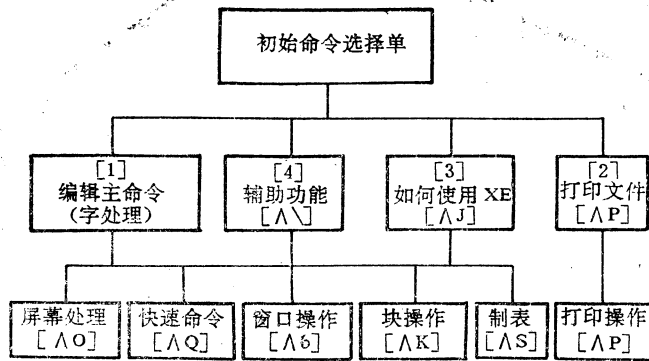 初始命令选择单
[1]
编辑主命令
(字处理)
[4]
辅助功能
[∧\]
[3]
如何使用 XE
[∧J]
[2]
打印文件
[∧P]
屏幕处理
[∧O]
快速命令
[∧Q]
窗口操作
[∧6]
块操作
[∧K]
制表
[∧S]
打印操作
[∧P]